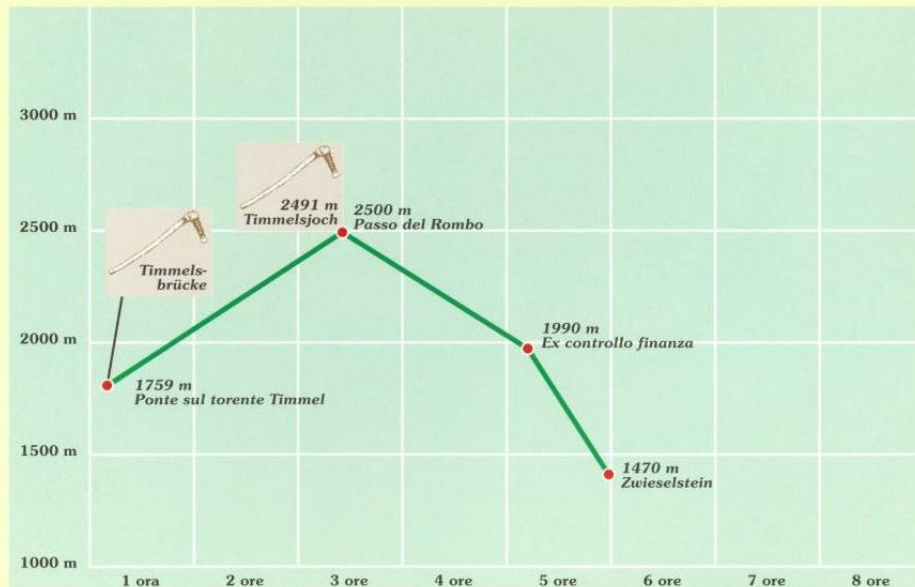 3000 m
2500 m
2000 m
1500 m
1000 m
Timmels-
brücke
2491 m
Timmelsjoch
2500 m
Passo del Rombo
1759 m
Ponte sul torente Timmel
1990 m
Ex controllo finanza
1470 m
Zwieselstein
1 ora
2 ore
3 ore
4 ore
5 ore
6 ore
7 ore
8 ore